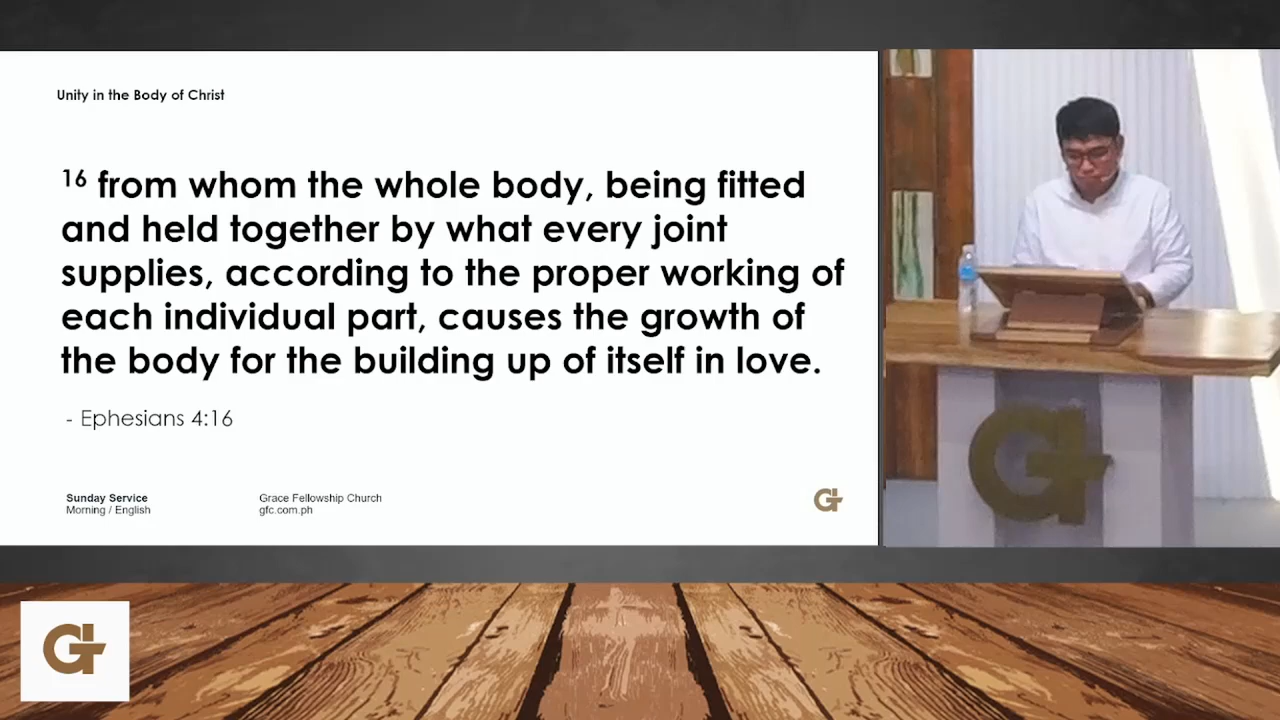 Unity in the Body of Christ
16 from whom the whole body, being fitted
and held together by what every joint
supplies, according to the proper working of
each individual part, causes the growth of
the body for the building up of itself in love.
- Ephesians 4:16
Sunday Service
Morning / English
Grace Fellowship Church
gfc.com.ph